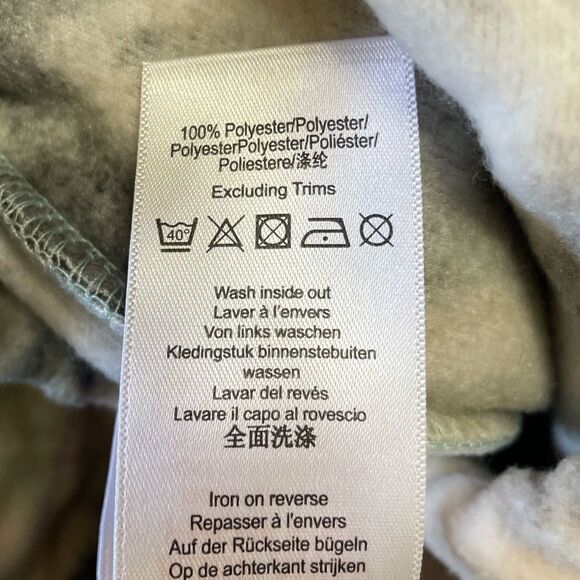 100% Polyester/Polyester/
PolyesterPolyester/Poliéster/
Poliestere/涤纶
Excluding Trims
40°
Wash inside out
Laver à l'envers
Von links waschen
Kledingstuk binnenstebuiten
wassen
Lavar del revés
Lavare il capo al rovescio
全面洗涤
Iron on reverse
Repasser à l'envers
Auf der Rückseite bügeln
Op de achterkant strijken